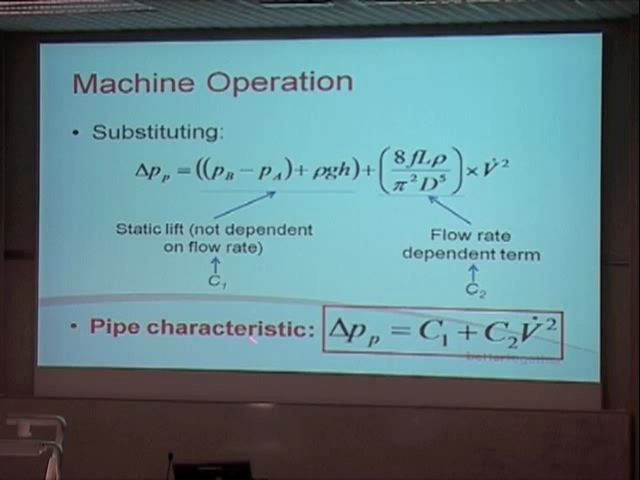 Machine Operation
• Substituting:
Δp_p = ((p_B − p_A) + ρgh) + (8fLρ / π²D⁵) × V̇²
Static lift (not dependent on flow rate)
Flow rate dependent term
C₁
C₂
• Pipe characteristic: Δp_p = C₁ + C₂V̇²